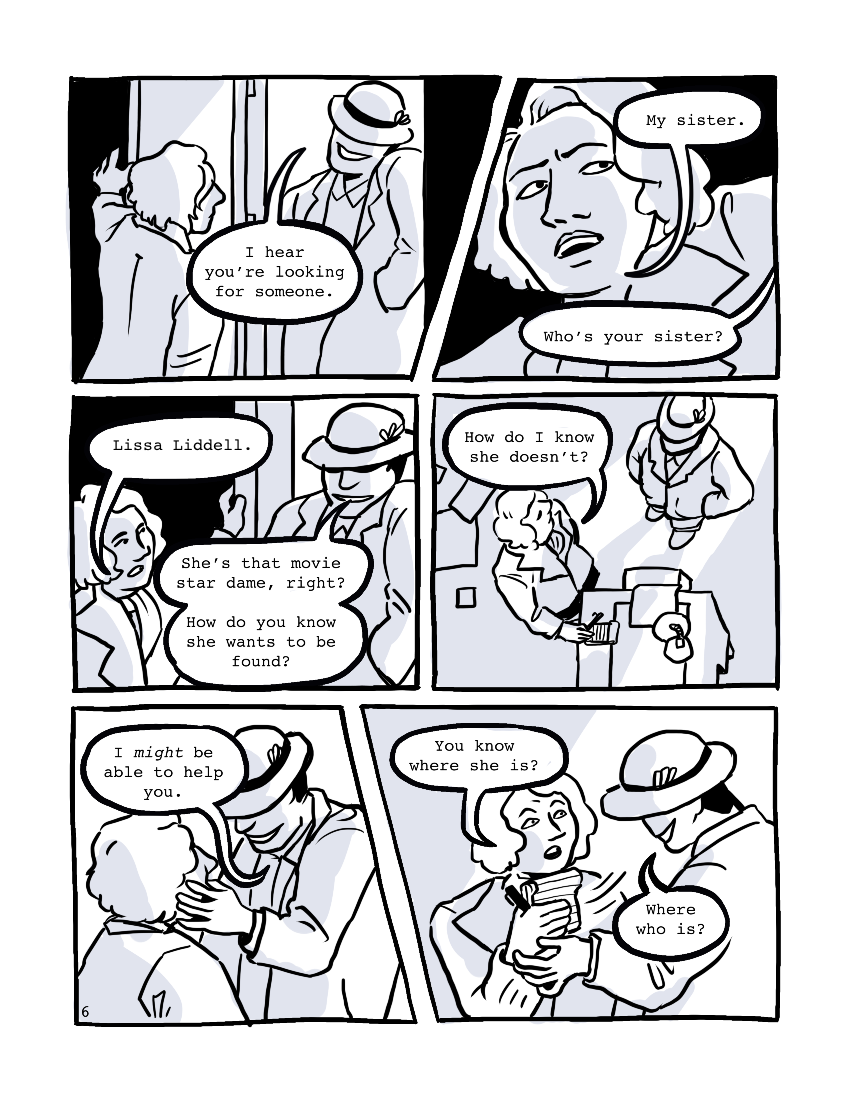 I hear
you're looking
for someone.
My sister.
Who's your sister?
Lissa Liddell.
She's that movie
star dame, right?
How do you know
she wants to be
found?
How do I know
she doesn't?
I might be
able to help
you.
You know
where she is?
Where
who is?
6